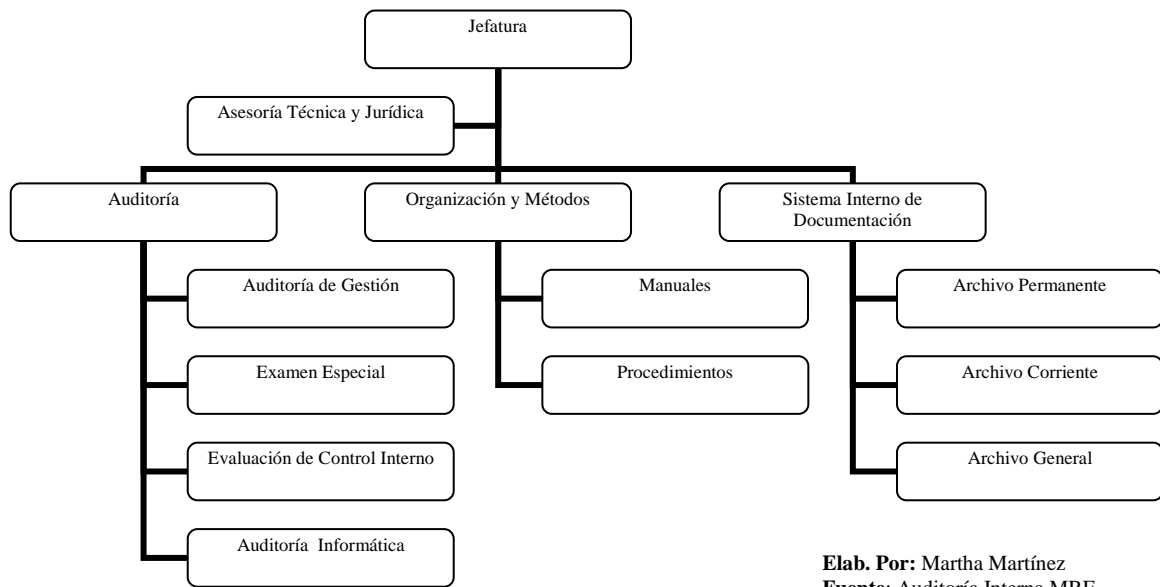 Jefatura
Asesoría Técnica y Jurídica
Auditoría
Organización y Métodos
Sistema Interno de
Documentación
Auditoría de Gestión
Manuales
Archivo Permanente
Examen Especial
Procedimientos
Archivo Corriente
Evaluación de Control Interno
Archivo General
Auditoría Informática
Elab. Por: Martha Martínez
Fuente: Auditoría Interna MRE